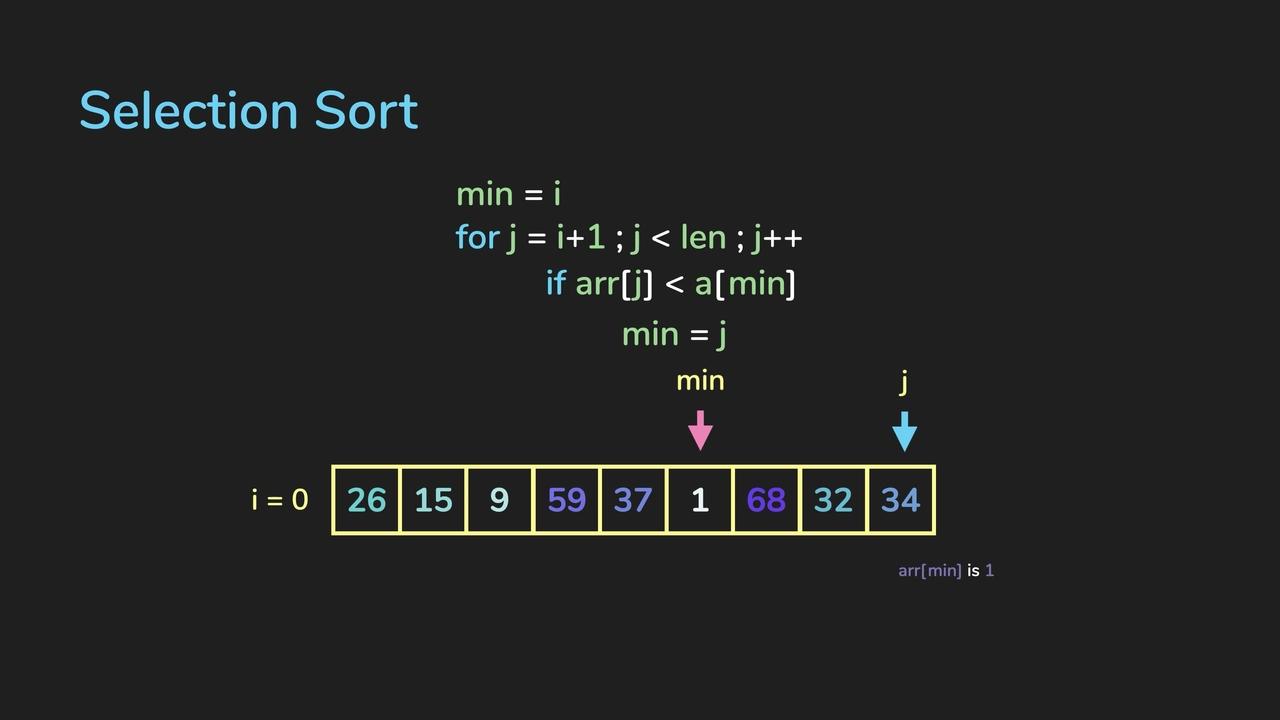 Selection Sort
min = i
for j = i+1 ; j < len ; j++
if arr[j] < a[min]
min = j
min j
i = 0 26 15 9 59 37 1 68 32 34
arr[min] is 1